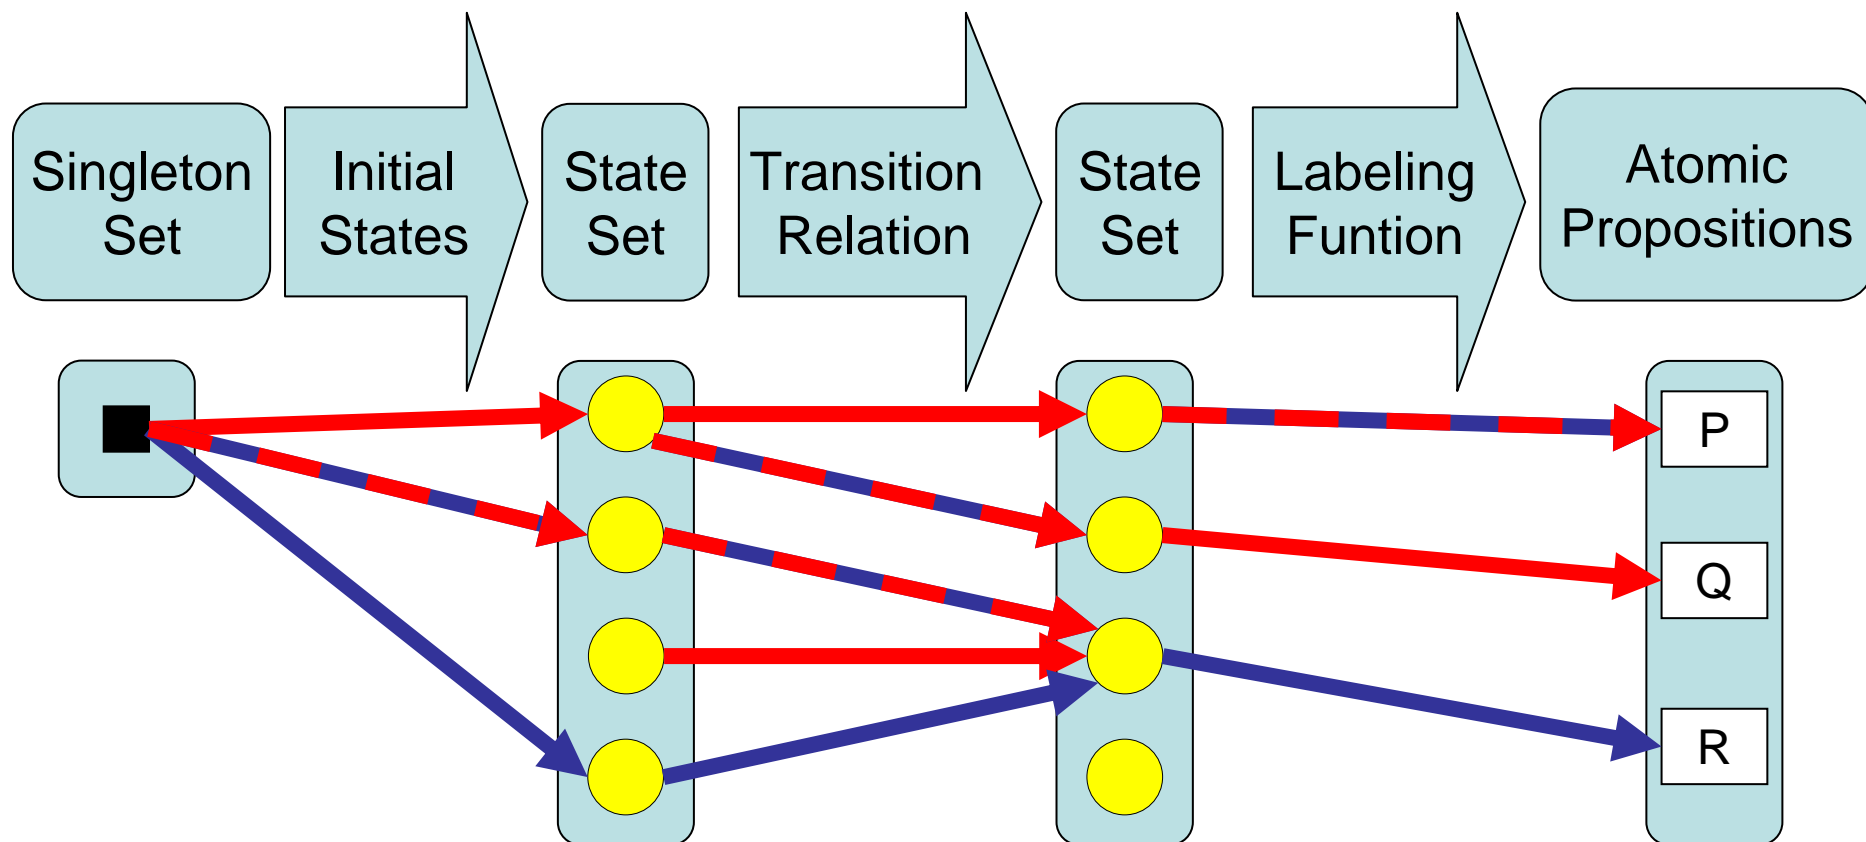 Singleton
Set
Initial
States
State
Set
Transition
Relation
State
Set
Labeling
Funtion
Atomic
Propositions
P
Q
R